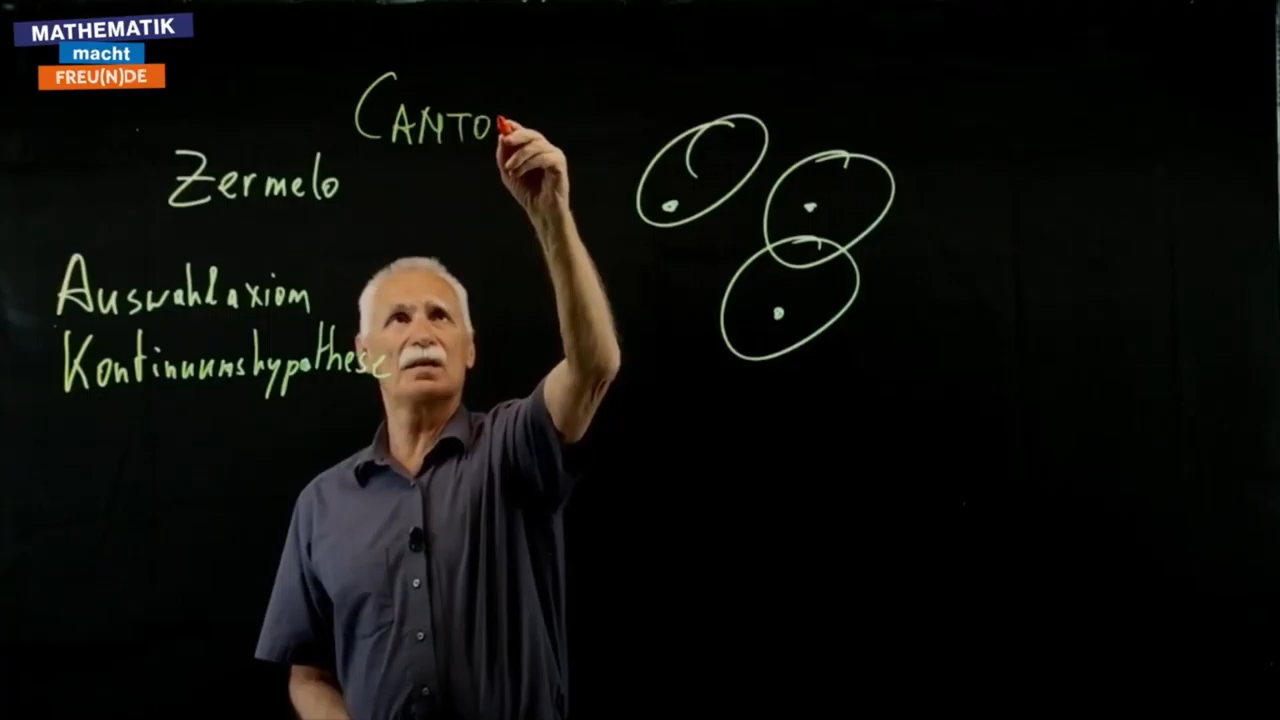 MATHEMATIK
macht
FREU(N)DE
CANTO
Zermelo
Auswahlaxiom
Kontinuumshypothese